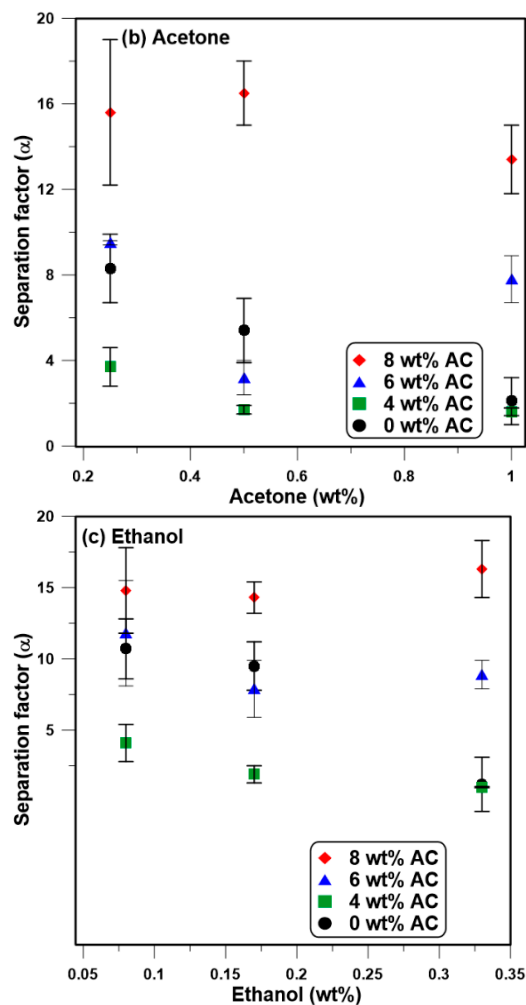 20
(b) Acetone
16
12
8
4
0
Separation factor (α)
8 wt% AC
6 wt% AC
4 wt% AC
0 wt% AC
0.2 0.4 0.6 0.8 1
Acetone (wt%)
20
(c) Ethanol
15
10
5
Separation factor (α)
8 wt% AC
6 wt% AC
4 wt% AC
0 wt% AC
0.05 0.1 0.15 0.2 0.25 0.3 0.35
Ethanol (wt%)